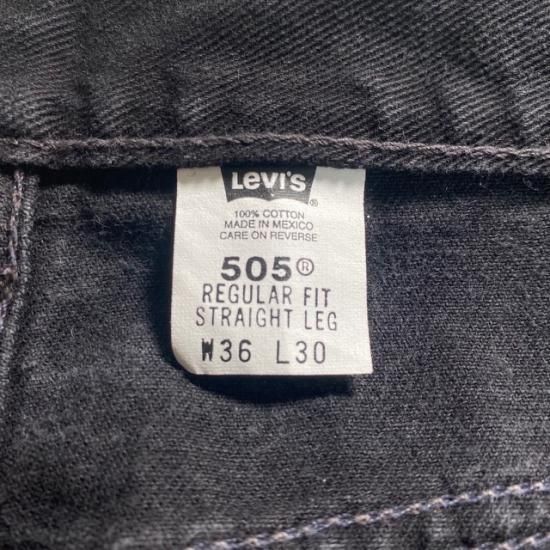 Levi's®
100% COTTON
MADE IN MEXICO
CARE ON REVERSE
505®
REGULAR FIT
STRAIGHT LEG
W36 L30